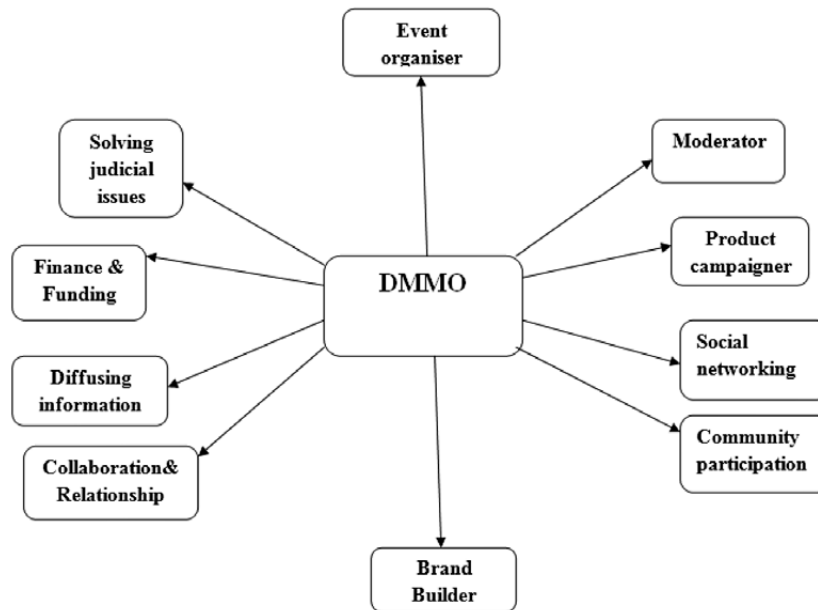 Event
organiser
Solving
judicial
issues
Moderator
Finance &
Funding
DMMO
Product
campaigner
Diffusing
information
Social
networking
Collaboration&
Relationship
Community
participation
Brand
Builder